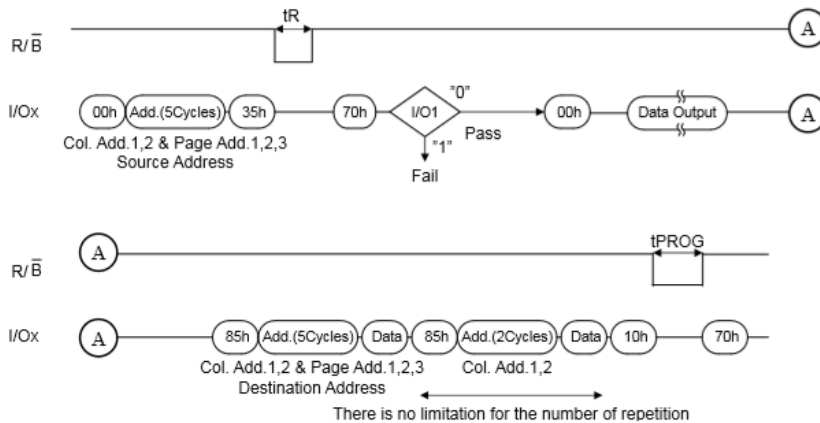 tR
R/B̅
A
I/Ox
00h Add.(5Cycles) 35h 70h I/O1 "0" Pass 00h Data Output A
"1"
Fail
Col. Add.1,2 & Page Add.1,2,3
Source Address
tPROG
R/B̅
A
I/Ox
A 85h Add.(5Cycles) Data 85h Add.(2Cycles) Data 10h 70h
Col. Add.1,2 & Page Add.1,2,3 Col. Add.1,2
Destination Address
There is no limitation for the number of repetition